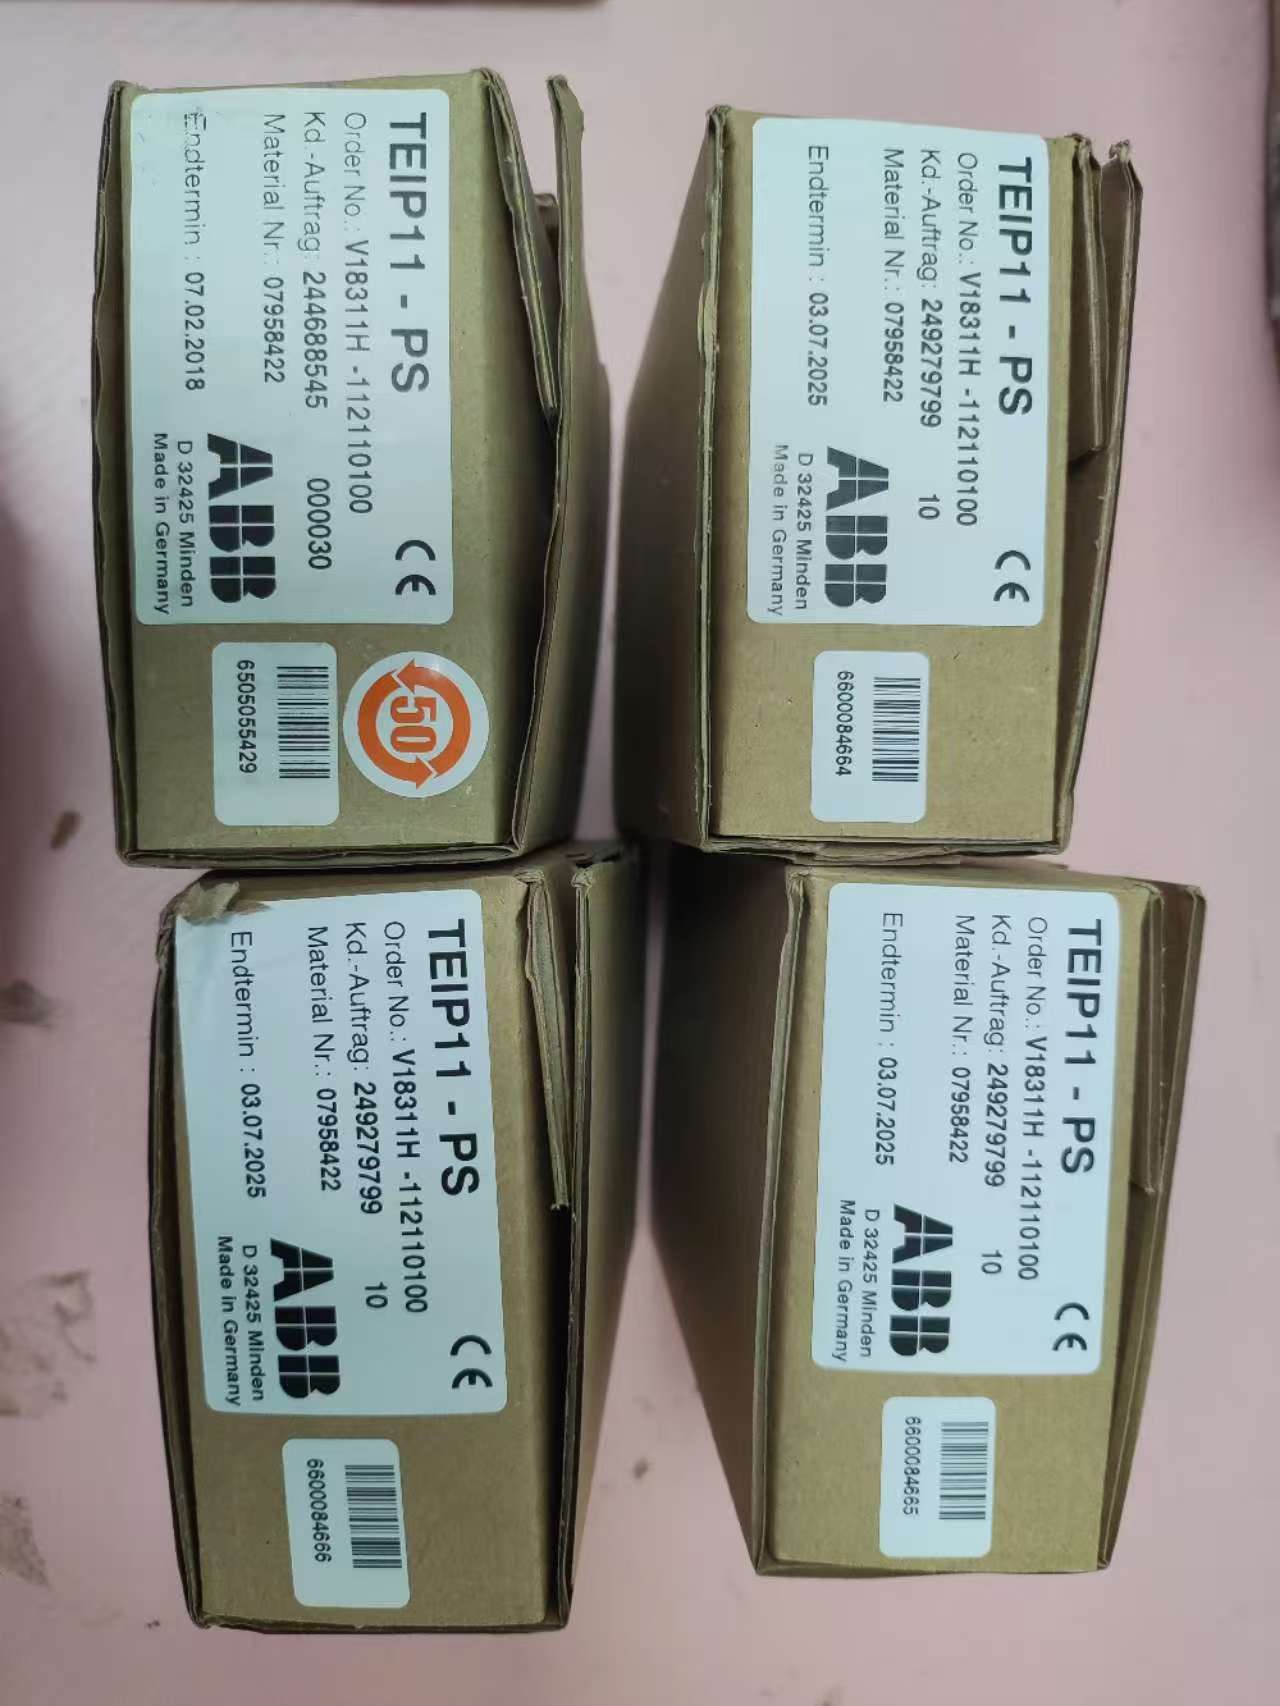 TEIP11 - PS
Order No.: V18311H -112110100
Kd.-Auftrag: 244688545 000030
Material Nr.: 07958422
Endtermin : 07.02.2018
CE
ABB
D 32425 Minden
Made in Germany
50
6505055429
TEIP11 - PS
Order No.: V18311H -112110100
Kd.-Auftrag: 249279799 10
Material Nr.: 07958422
Endtermin : 03.07.2025
CE
ABB
D 32425 Minden
Made in Germany
6600084664
TEIP11 - PS
Order No.: V18311H -112110100
Kd.-Auftrag: 249279799 10
Material Nr.: 07958422
Endtermin : 03.07.2025
CE
ABB
D 32425 Minden
Made in Germany
6600084666
TEIP11 - PS
Order No.: V18311H -112110100
Kd.-Auftrag: 249279799 10
Material Nr.: 07958422
Endtermin : 03.07.2025
CE
ABB
D 32425 Minden
Made in Germany
6600084665